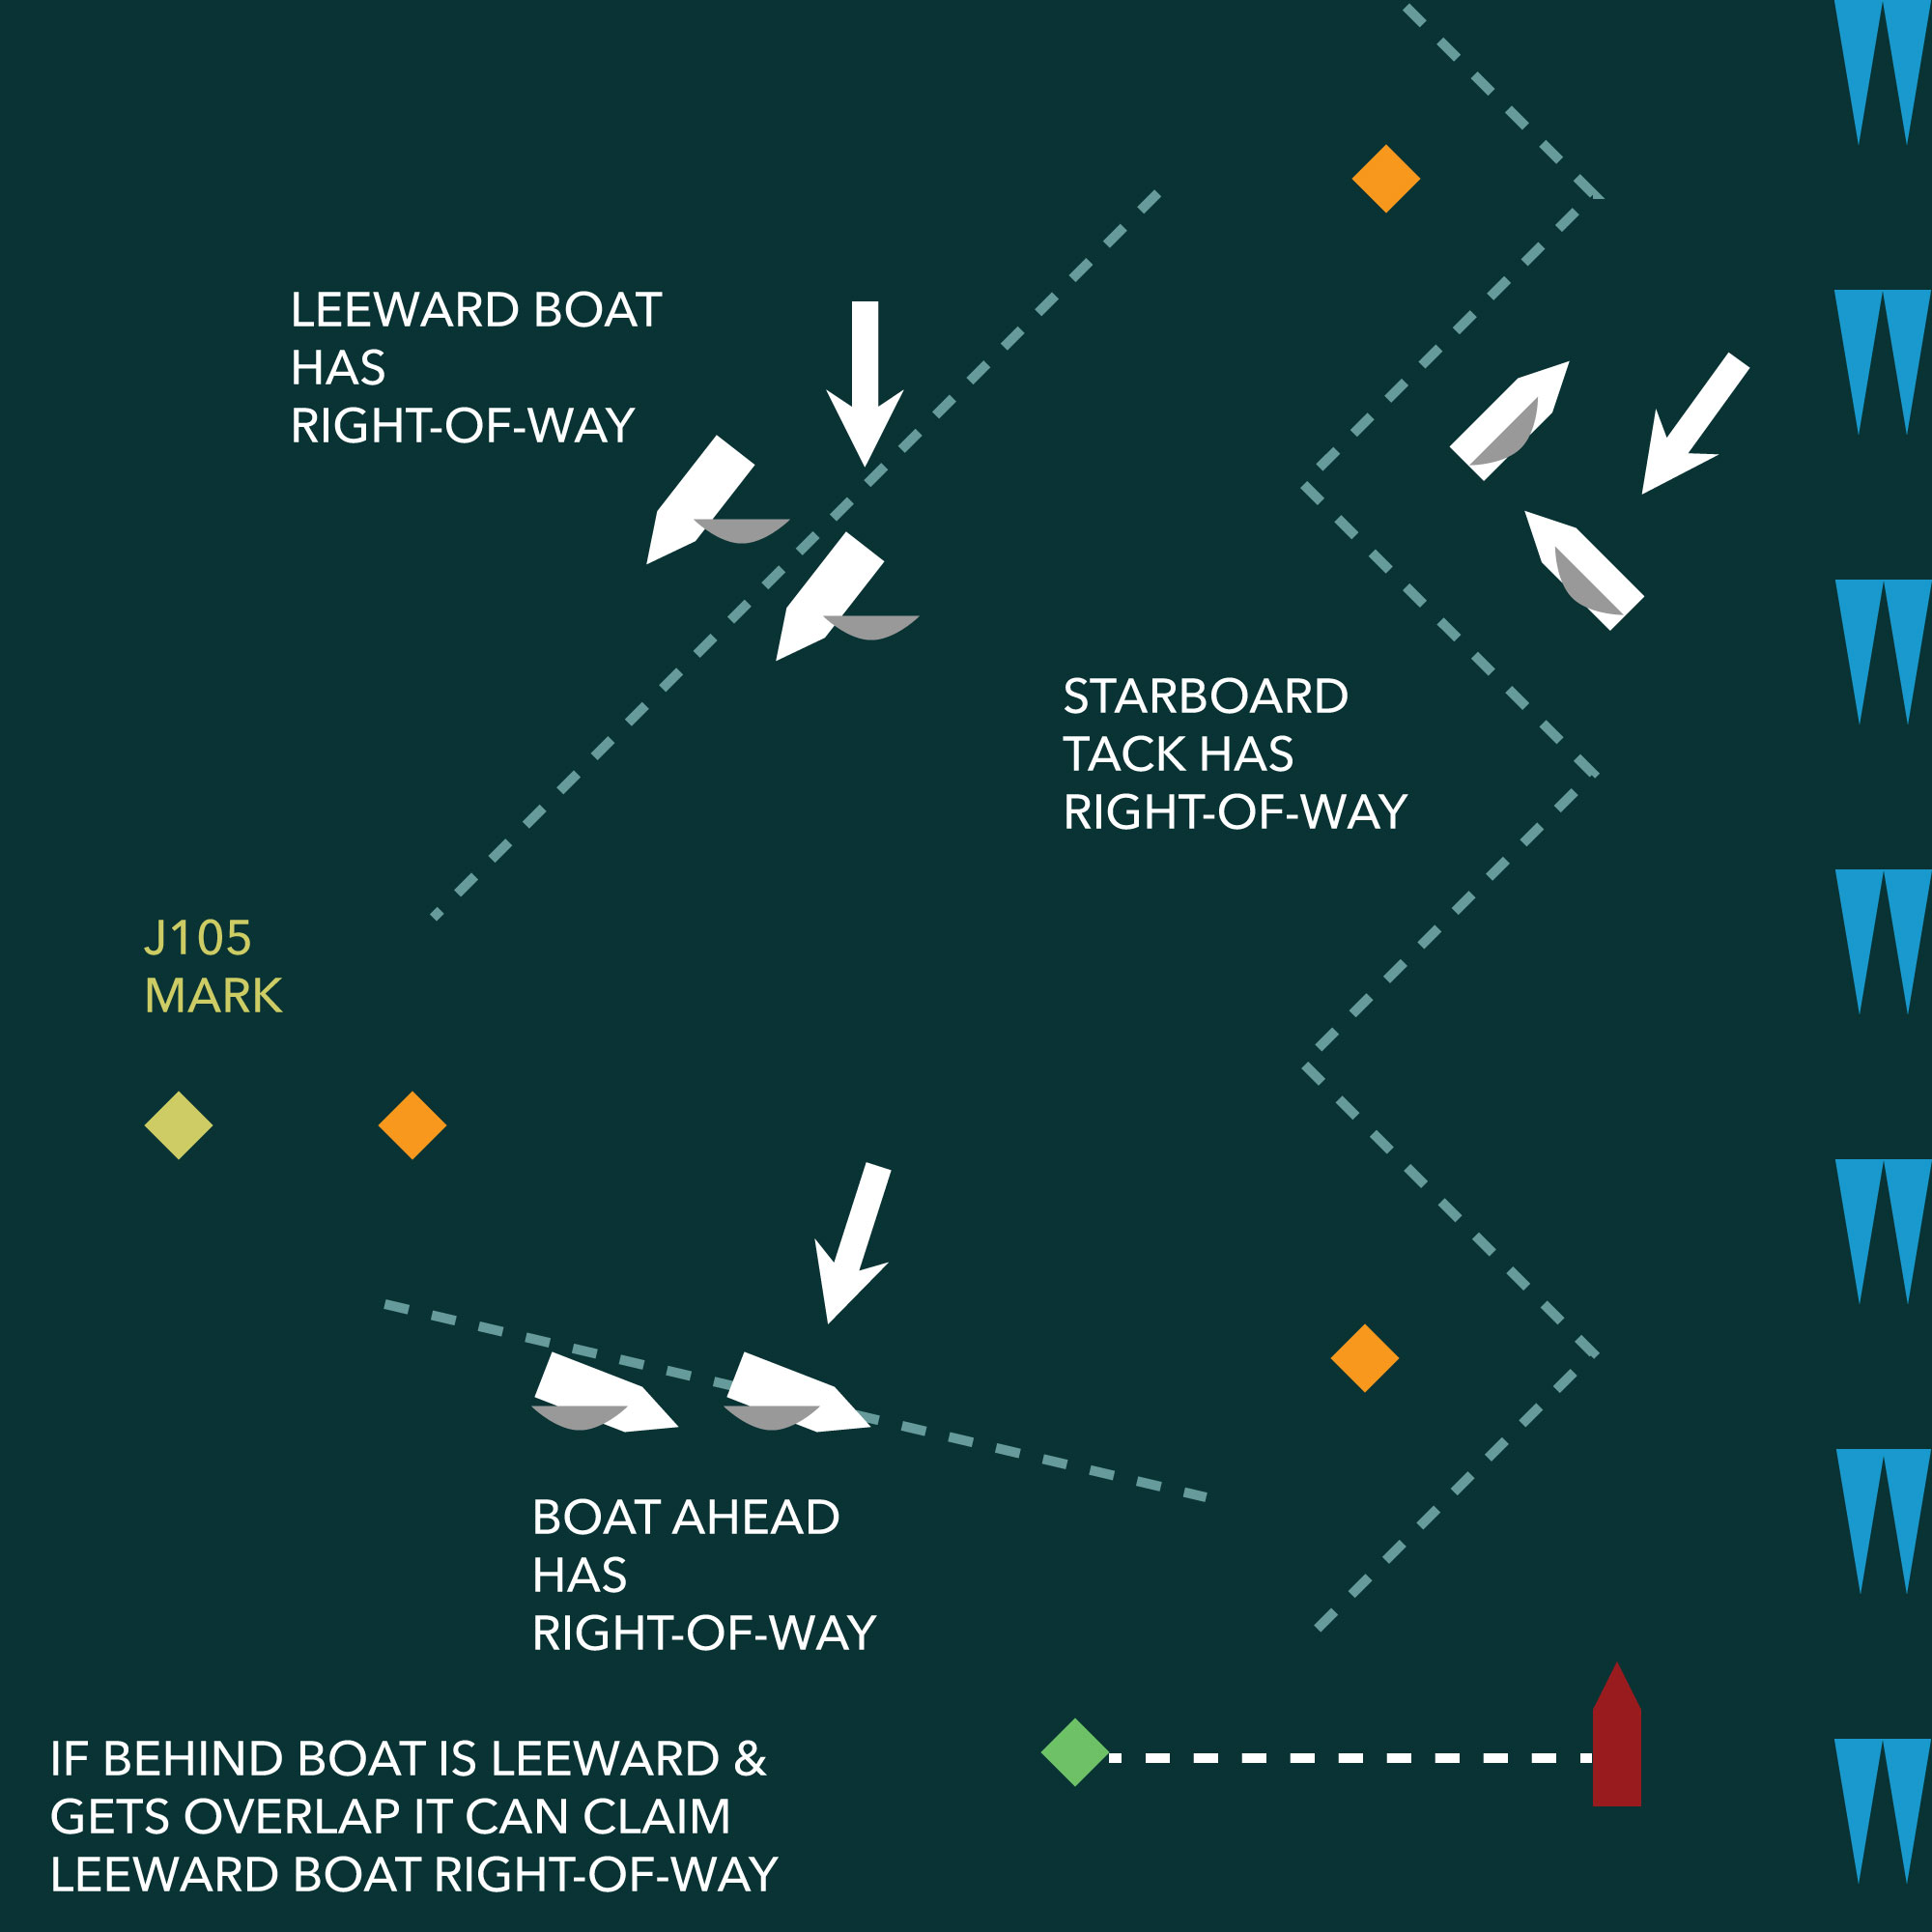 LEEWARD BOAT
HAS
RIGHT-OF-WAY
STARBOARD
TACK HAS
RIGHT-OF-WAY
J105
MARK
BOAT AHEAD
HAS
RIGHT-OF-WAY
IF BEHIND BOAT IS LEEWARD &
GETS OVERLAP IT CAN CLAIM
LEEWARD BOAT RIGHT-OF-WAY